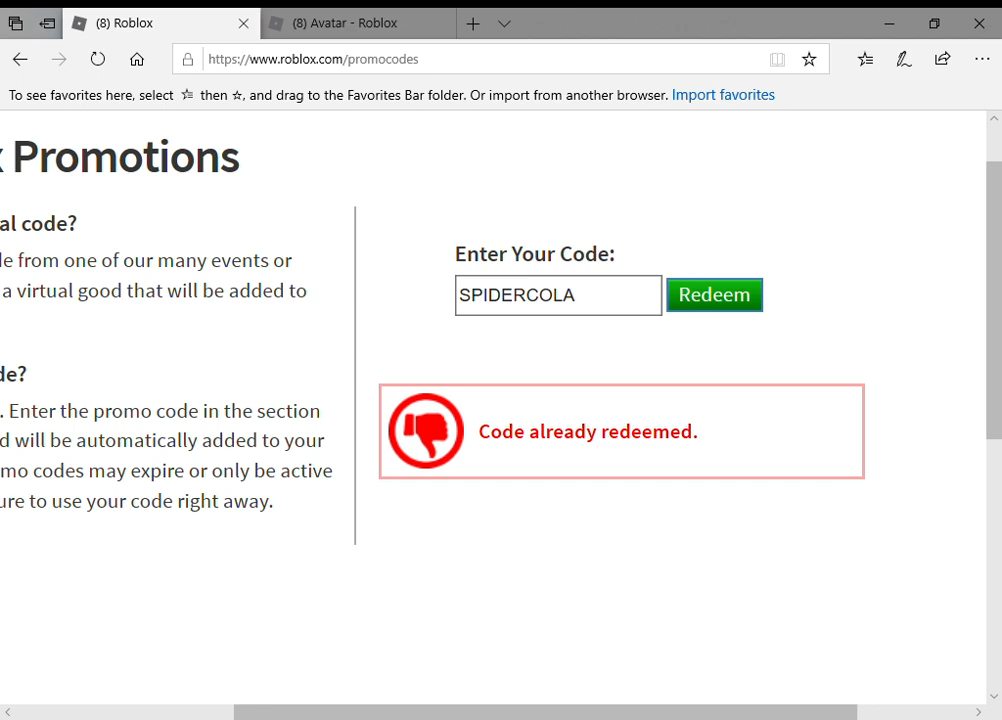 (8) Roblox
(8) Avatar - Roblox
https://www.roblox.com/promocodes
To see favorites here, select ☆ then ☆, and drag to the Favorites Bar folder. Or import from another browser. Import favorites
Promotions
al code?
le from one of our many events or
a virtual good that will be added to
de?
. Enter the promo code in the section
d will be automatically added to your
mo codes may expire or only be active
ure to use your code right away.
Enter Your Code:
SPIDERCOLA
Redeem
Code already redeemed.